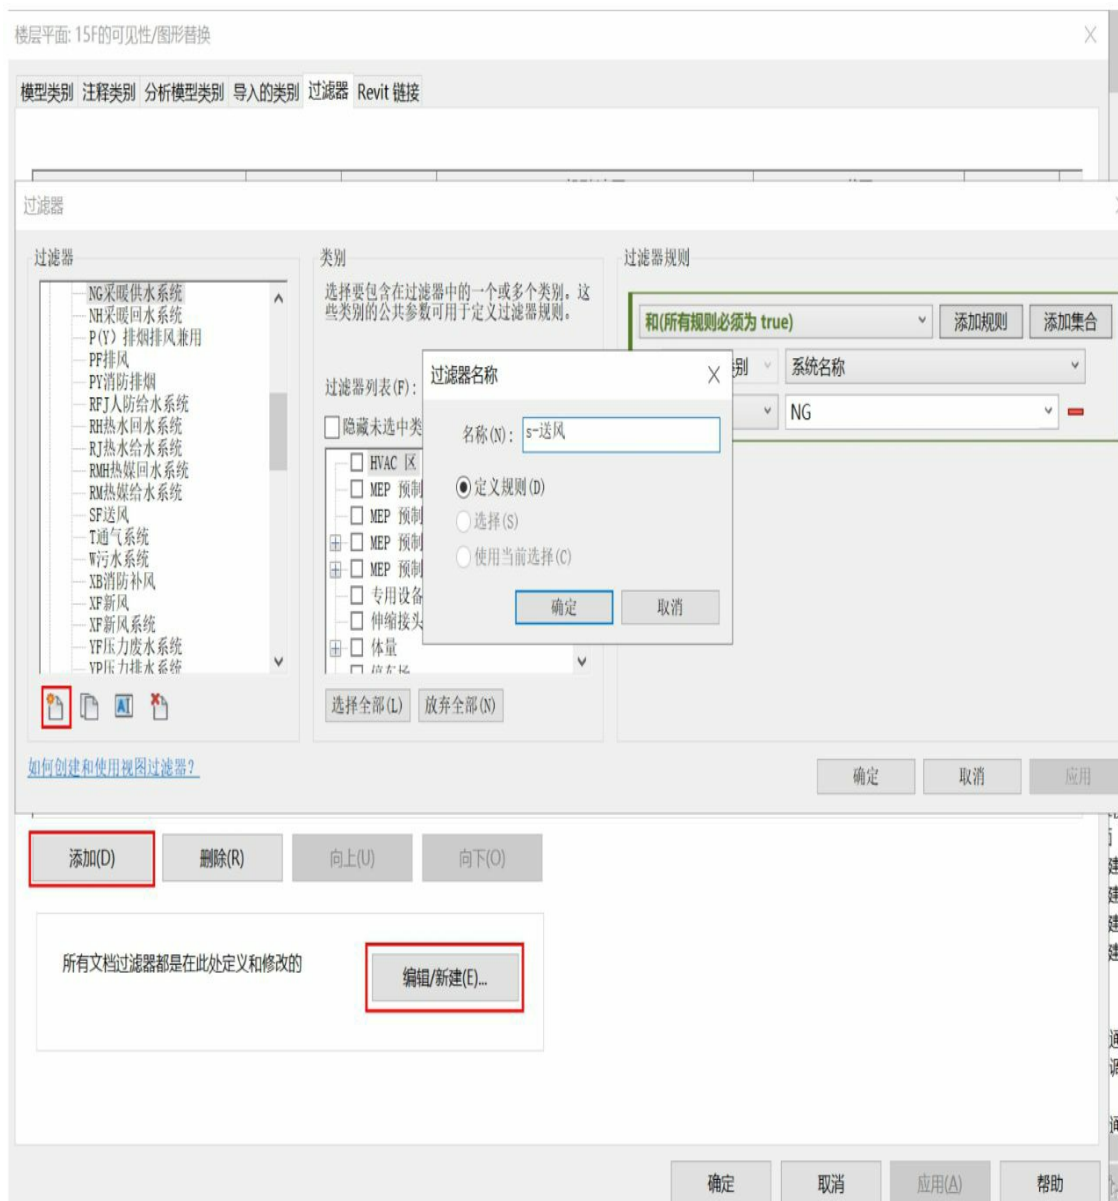 楼层平面: 15F的可见性/图形替换
模型类别 注释类别 分析模型类别 导入的类别 过滤器 Revit 链接
过滤器
过滤器
NG采暖供水系统
NH采暖回水系统
P(Y) 排烟排风兼用
PF排风
PY消防排烟
RFJ人防给水系统
RH热水回水系统
RJ热水给水系统
RMH热媒回水系统
RM热媒给水系统
SF送风
T通气系统
W污水系统
XB消防补风
XF新风
XF新风系统
YF压力废水系统
YP压力排水系统
如何创建和使用视图过滤器?
类别
选择要包含在过滤器中的一个或多个类别。这
些类别的公共参数可用于定义过滤器规则。
过滤器列表(F):
隐藏未选中类
HVAC 区
MEP 预制
MEP 预制
MEP 预制
MEP 预制
专用设备
伸缩接头
体量
停车场
选择全部(L) 放弃全部(N)
过滤器规则
和(所有规则必须为 true) 添加规则 添加集合
别 系统名称
NG
过滤器名称
名称(N): s-送风
定义规则(D)
选择(S)
使用当前选择(C)
确定 取消
确定 取消 应用
添加(D) 删除(R) 向上(U) 向下(O)
所有文档过滤器都是在此处定义和修改的 编辑/新建(E)...
确定 取消 应用(A) 帮助